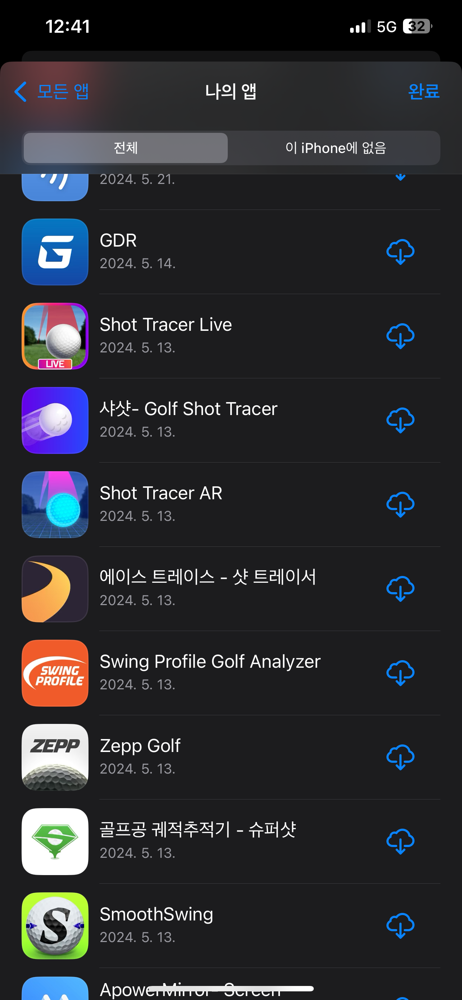 12:41
5G 32
모든 앱
나의 앱
완료
전체
이 iPhone에 없음
2024. 5. 21.
GDR
2024. 5. 14.
Shot Tracer Live
2024. 5. 13.
LIVE
샤샷- Golf Shot Tracer
2024. 5. 13.
Shot Tracer AR
2024. 5. 13.
에이스 트레이스 - 샷 트레이서
2024. 5. 13.
Swing Profile Golf Analyzer
SWING
PROFILE
2024. 5. 13.
ZEPP
Zepp Golf
2024. 5. 13.
골프공 궤적추적기 - 슈퍼샷
2024. 5. 13.
S
SmoothSwing
2024. 5. 13.
ApowerMirror- Screen